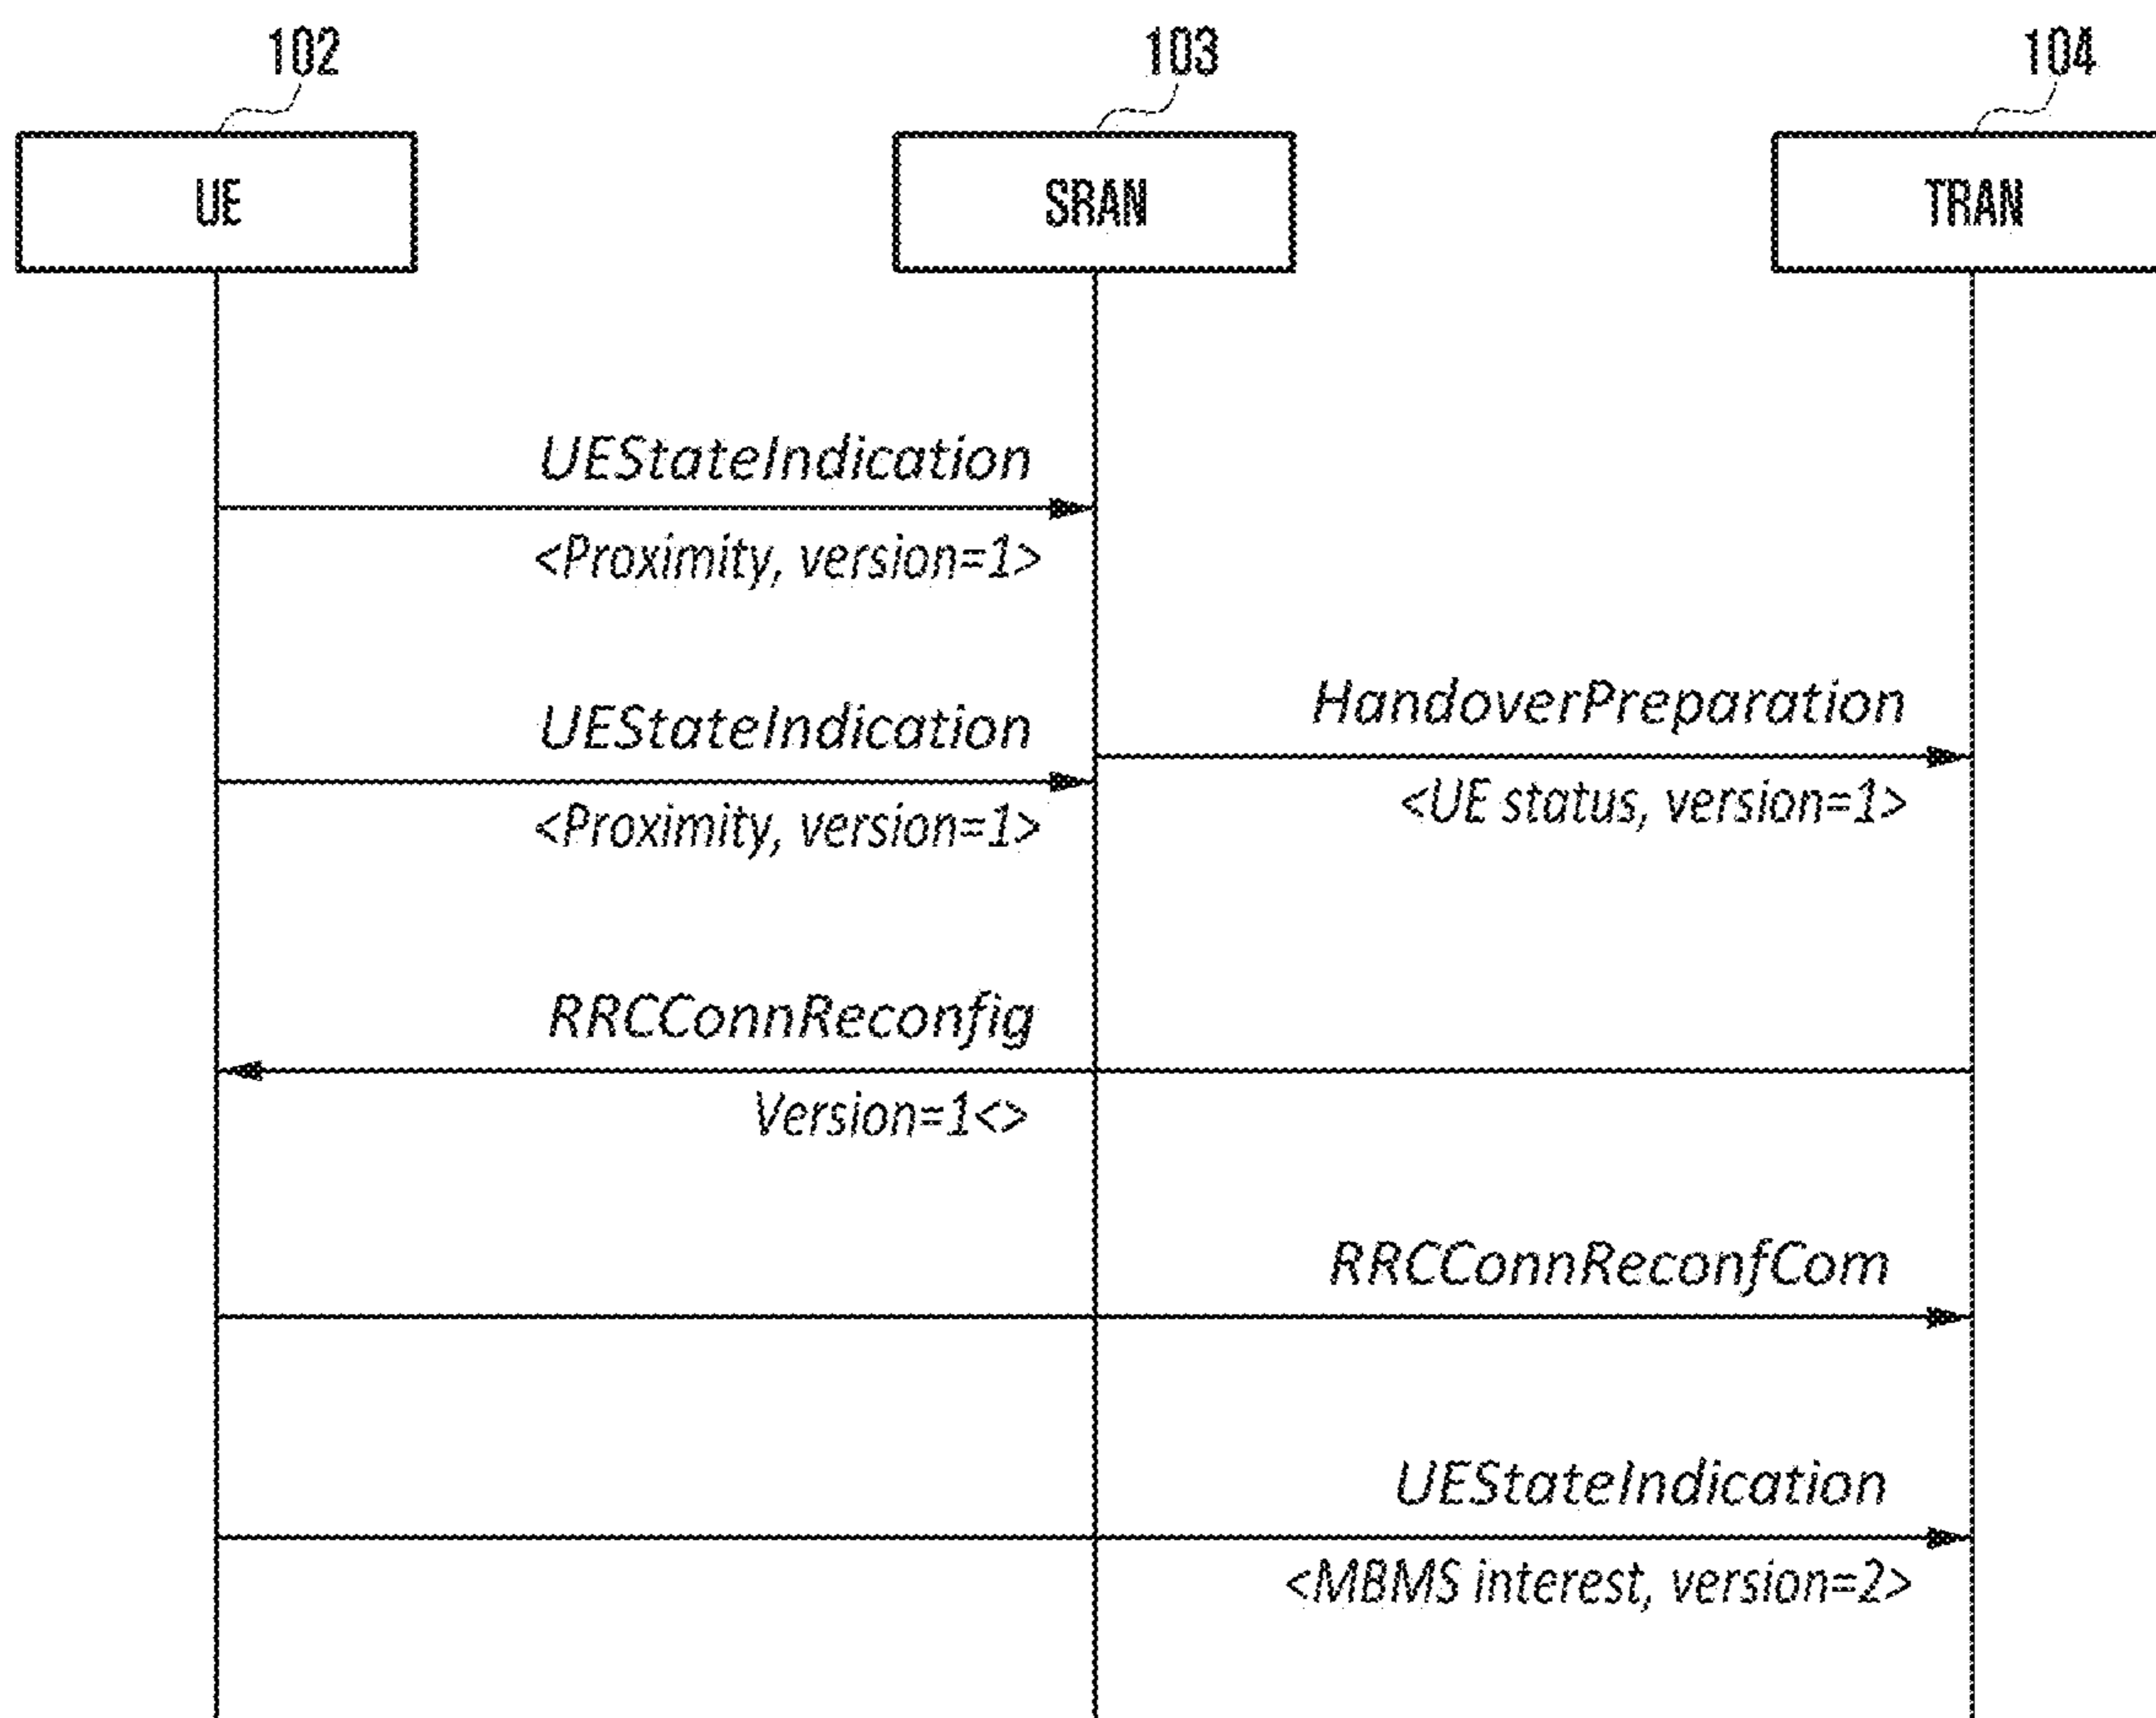 102
103
104
UE
SRAN
TRAN
UEStateIndication
<Proximity, version=1>
HandoverPreparation
UEStateIndication
<UE status, version=1>
<Proximity, version=1>
RRCConnReconfig
Version=1<>
RRCConnReconfCom
UEStateIndication
<MBMS interest, version=2>